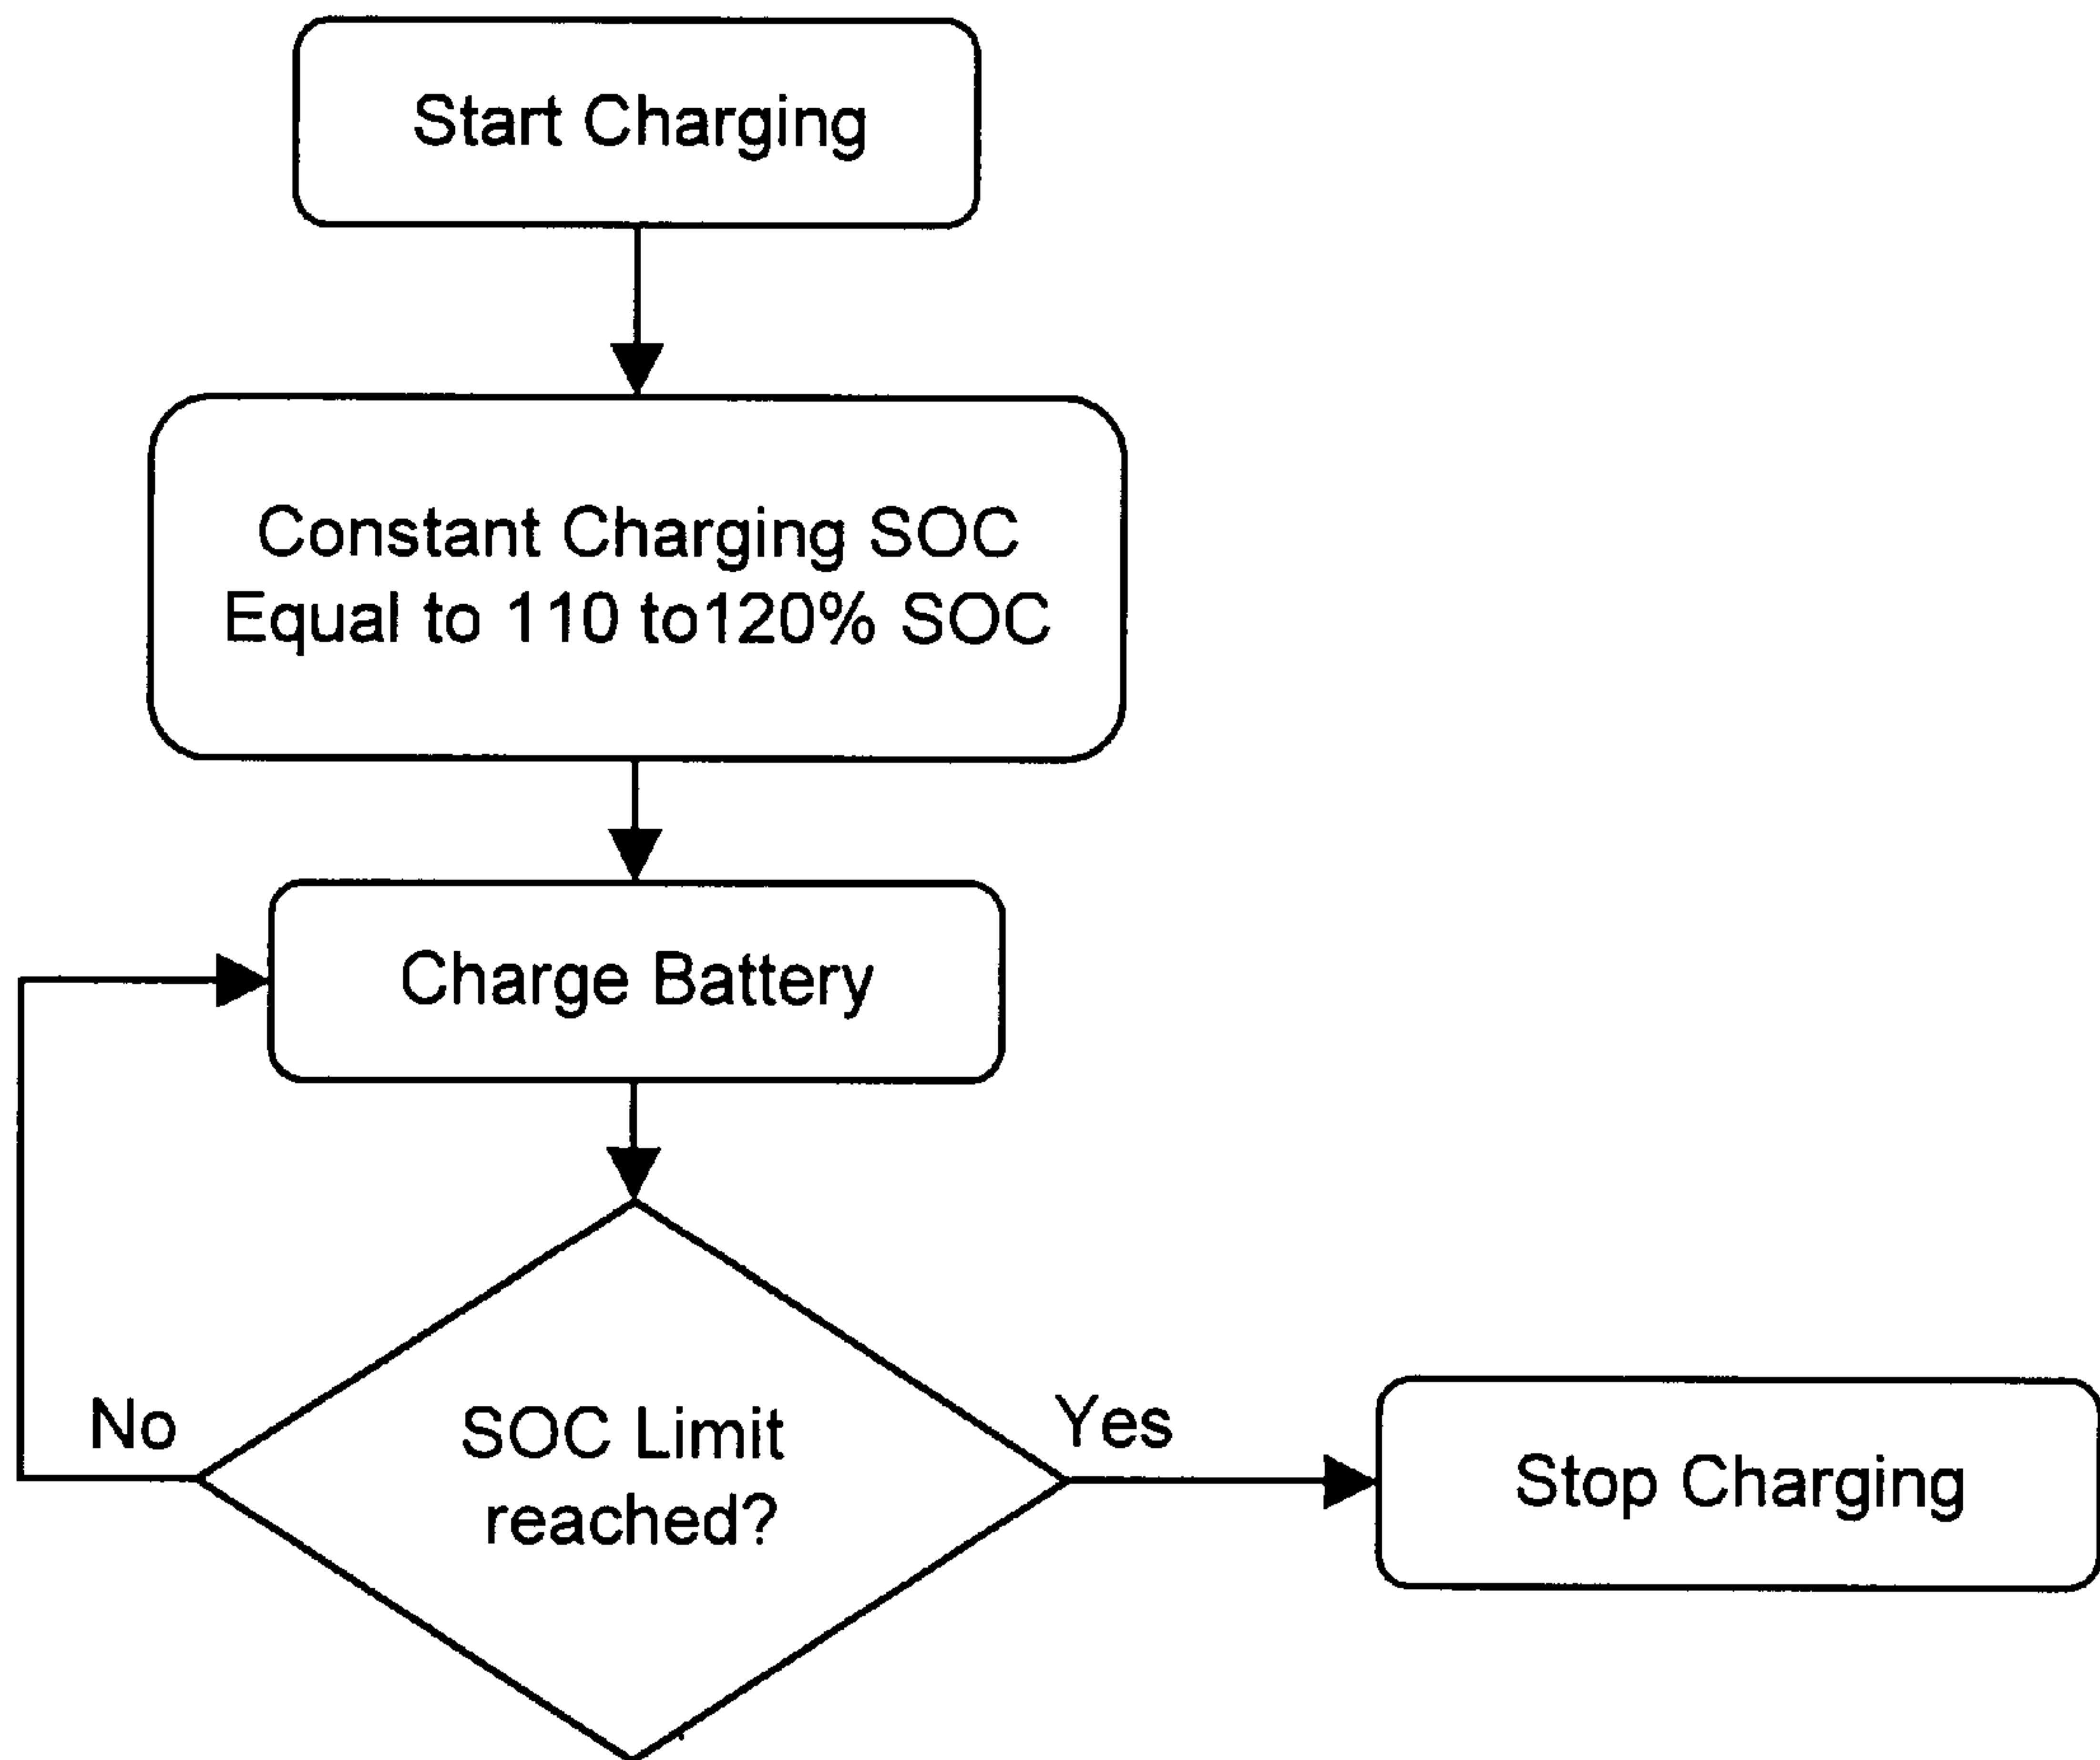 Start Charging
Constant Charging SOC
Equal to 110 to120% SOC
Charge Battery
No
SOC Limit
reached?
Yes
Stop Charging